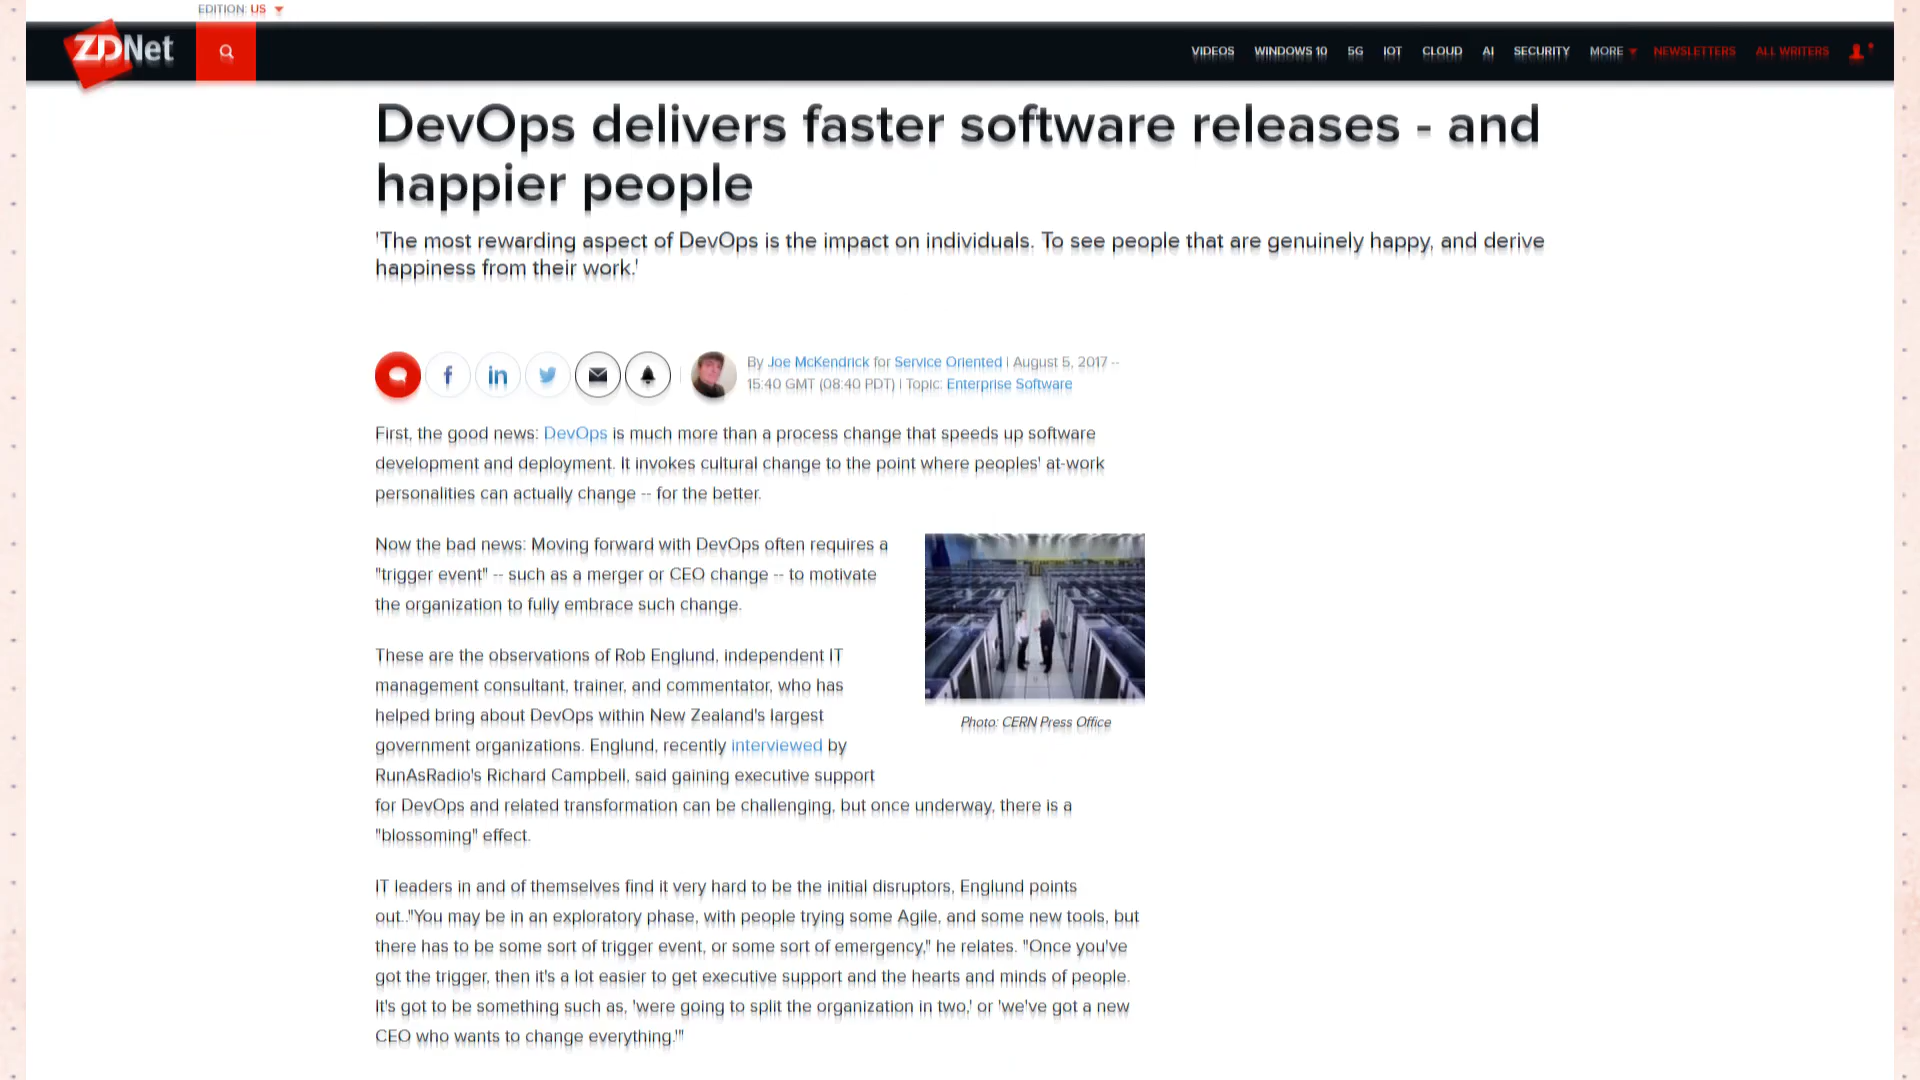 EDITION: US
ZDNet
VIDEOS WINDOWS 10 5G IOT CLOUD AI SECURITY MORE NEWSLETTERS ALL WRITERS
DevOps delivers faster software releases - and
happier people
'The most rewarding aspect of DevOps is the impact on individuals. To see people that are genuinely happy, and derive
happiness from their work.'
By Joe McKendrick for Service Oriented | August 5, 2017 --
15:40 GMT (08:40 PDT) | Topic: Enterprise Software
First, the good news: DevOps is much more than a process change that speeds up software
development and deployment. It invokes cultural change to the point where peoples' at-work
personalities can actually change -- for the better.
Now the bad news: Moving forward with DevOps often requires a
"trigger event" -- such as a merger or CEO change -- to motivate
the organization to fully embrace such change.
These are the observations of Rob Englund, independent IT
management consultant, trainer, and commentator, who has
helped bring about DevOps within New Zealand's largest
government organizations. Englund, recently interviewed by
RunAsRadio's Richard Campbell, said gaining executive support
for DevOps and related transformation can be challenging, but once underway, there is a
"blossoming" effect.
Photo: CERN Press Office
IT leaders in and of themselves find it very hard to be the initial disruptors, Englund points
out.."You may be in an exploratory phase, with people trying some Agile, and some new tools, but
there has to be some sort of trigger event, or some sort of emergency," he relates. "Once you've
got the trigger, then it's a lot easier to get executive support and the hearts and minds of people.
It's got to be something such as, 'were going to split the organization in two,' or 'we've got a new
CEO who wants to change everything.'"